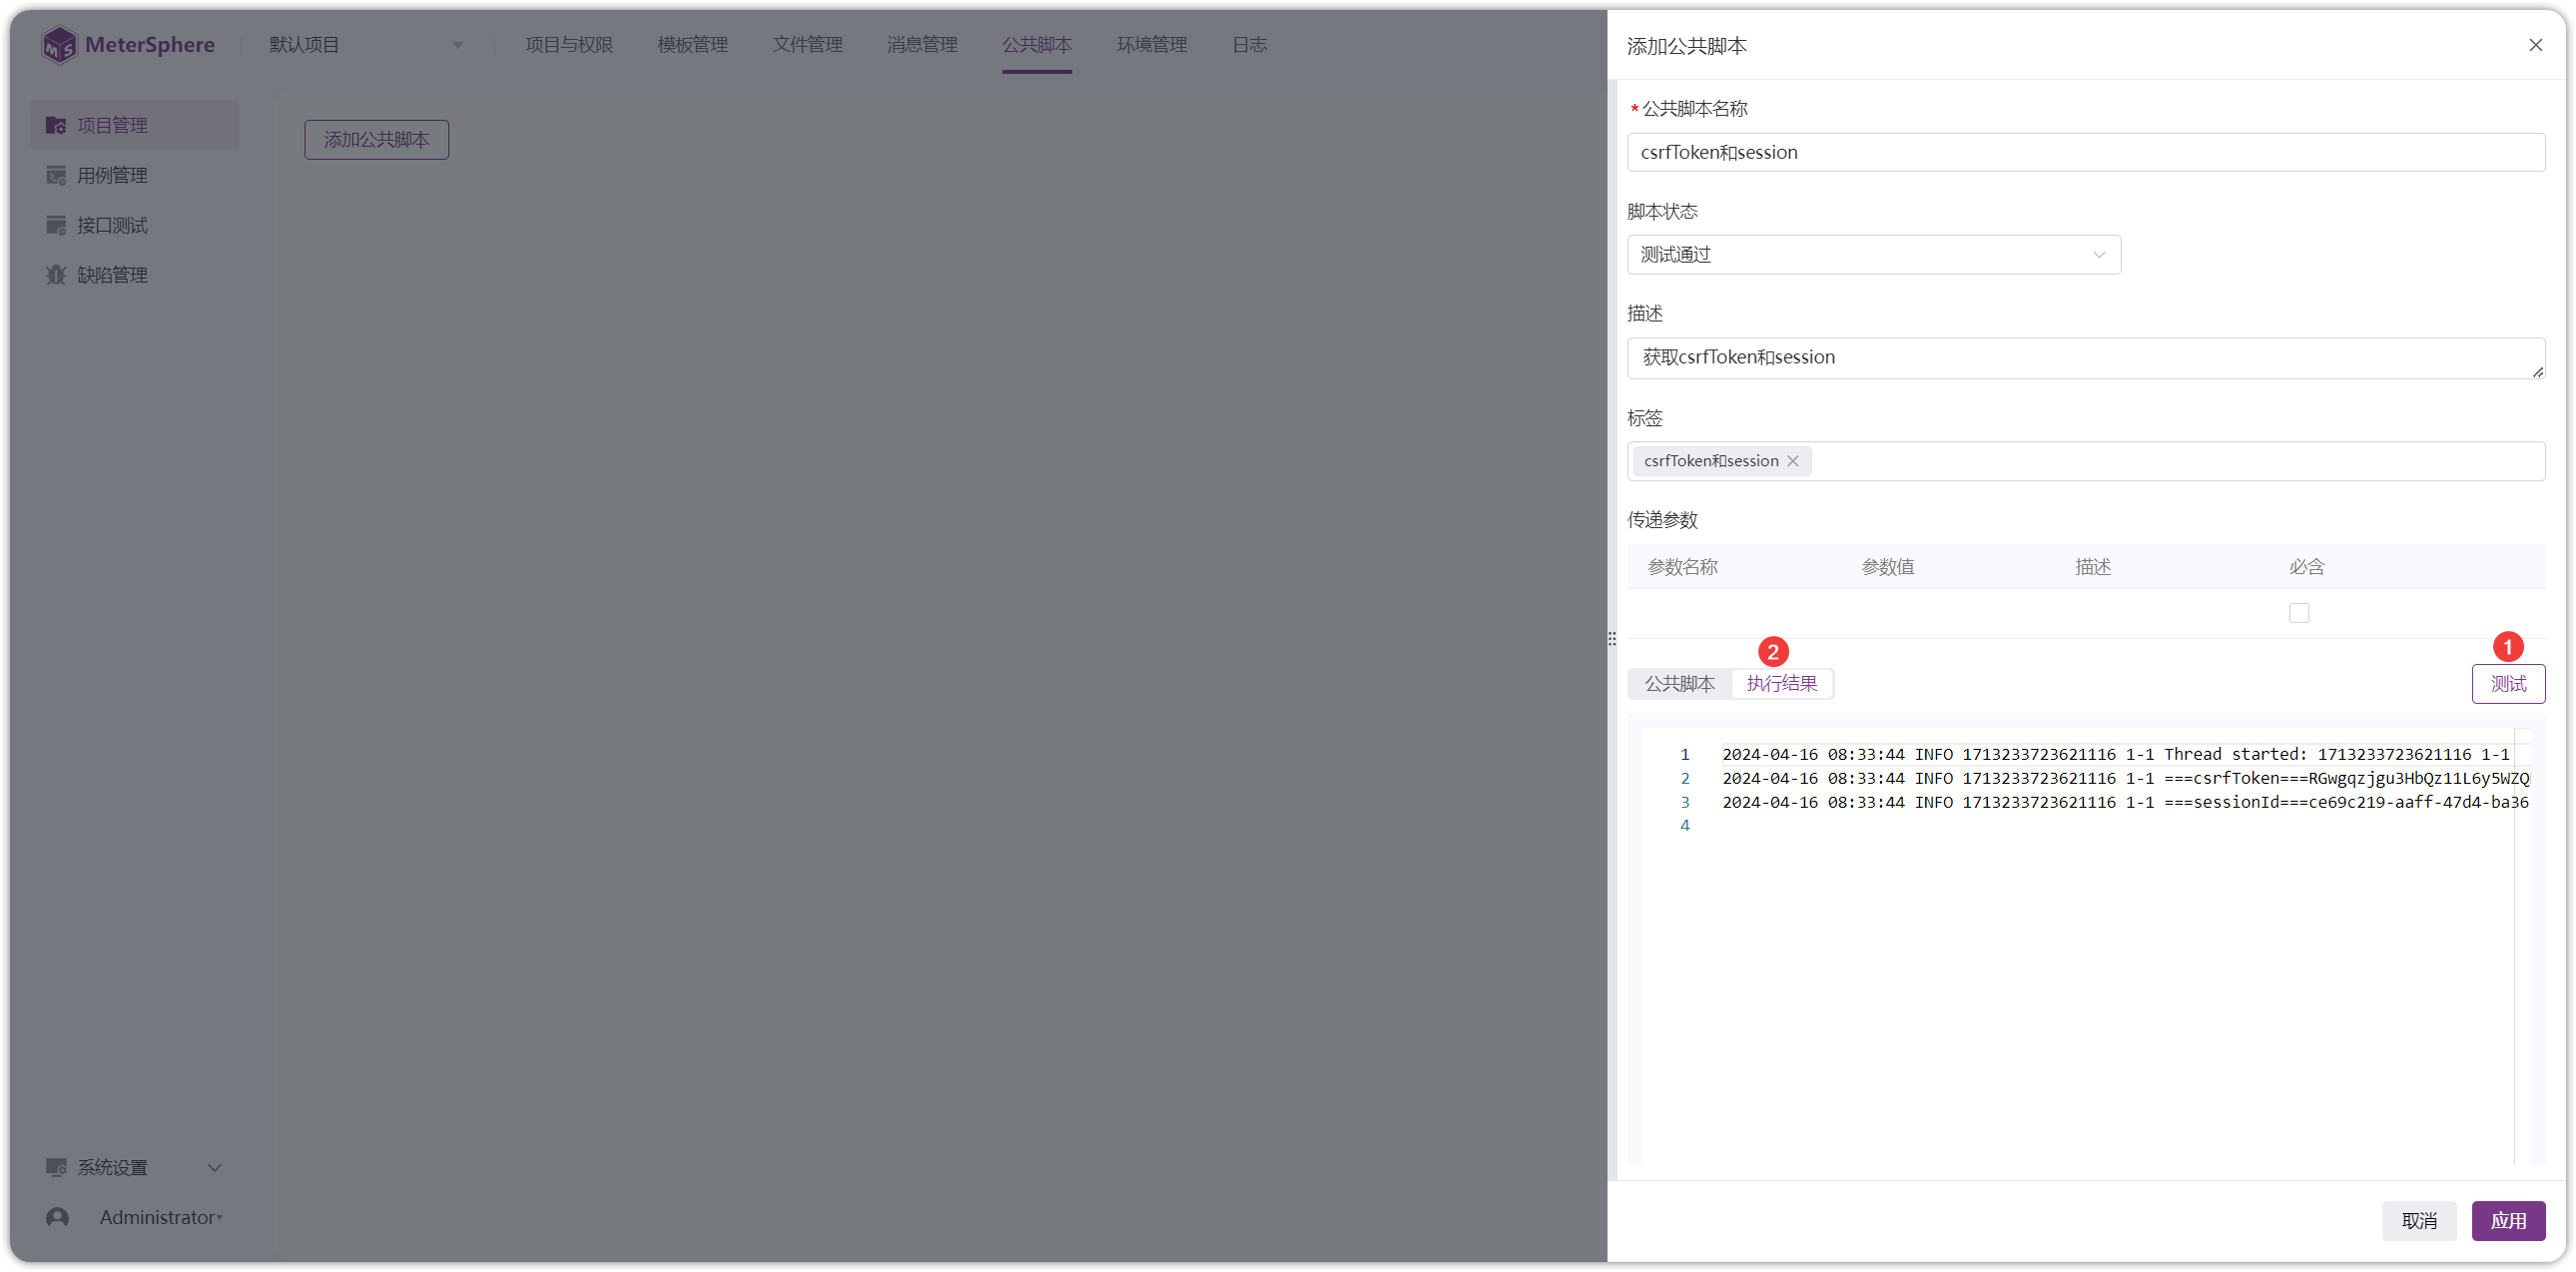 MeterSphere
默认项目
项目与权限
模板管理
文件管理
消息管理
公共脚本
环境管理
日志
项目管理
用例管理
接口测试
缺陷管理
系统设置
Administrator
添加公共脚本
添加公共脚本
*公共脚本名称
csrfToken和session
脚本状态
测试通过
描述
获取csrfToken和session
标签
csrfToken和session
传递参数
参数名称 参数值 描述 必含
2
1
公共脚本 执行结果 测试
1 2024-04-16 08:33:44 INFO 1713233723621116 1-1 Thread started: 1713233723621116 1-1
2 2024-04-16 08:33:44 INFO 1713233723621116 1-1 ===csrfToken===RGwgqzjgu3HbQz11L6y5WZQ
3 2024-04-16 08:33:44 INFO 1713233723621116 1-1 ===sessionId===ce69c219-aaff-47d4-ba36
4
取消 应用